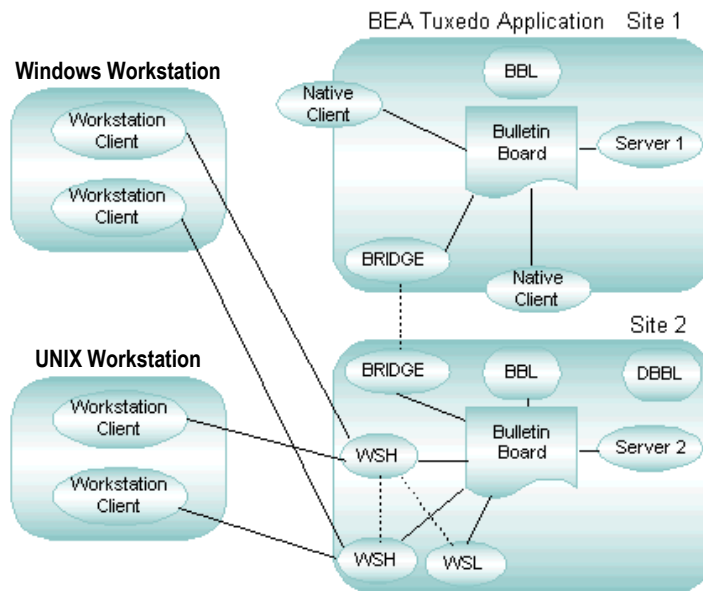 BEA Tuxedo Application Site 1
Windows Workstation
Workstation
Client
Workstation
Client
BBL
Native
Client
Bulletin
Board
Server 1
BRIDGE
Native
Client
Site 2
UNIX Workstation
Workstation
Client
Workstation
Client
BRIDGE
BBL
DBBL
Bulletin
Board
Server 2
WSH
WSH
WSL